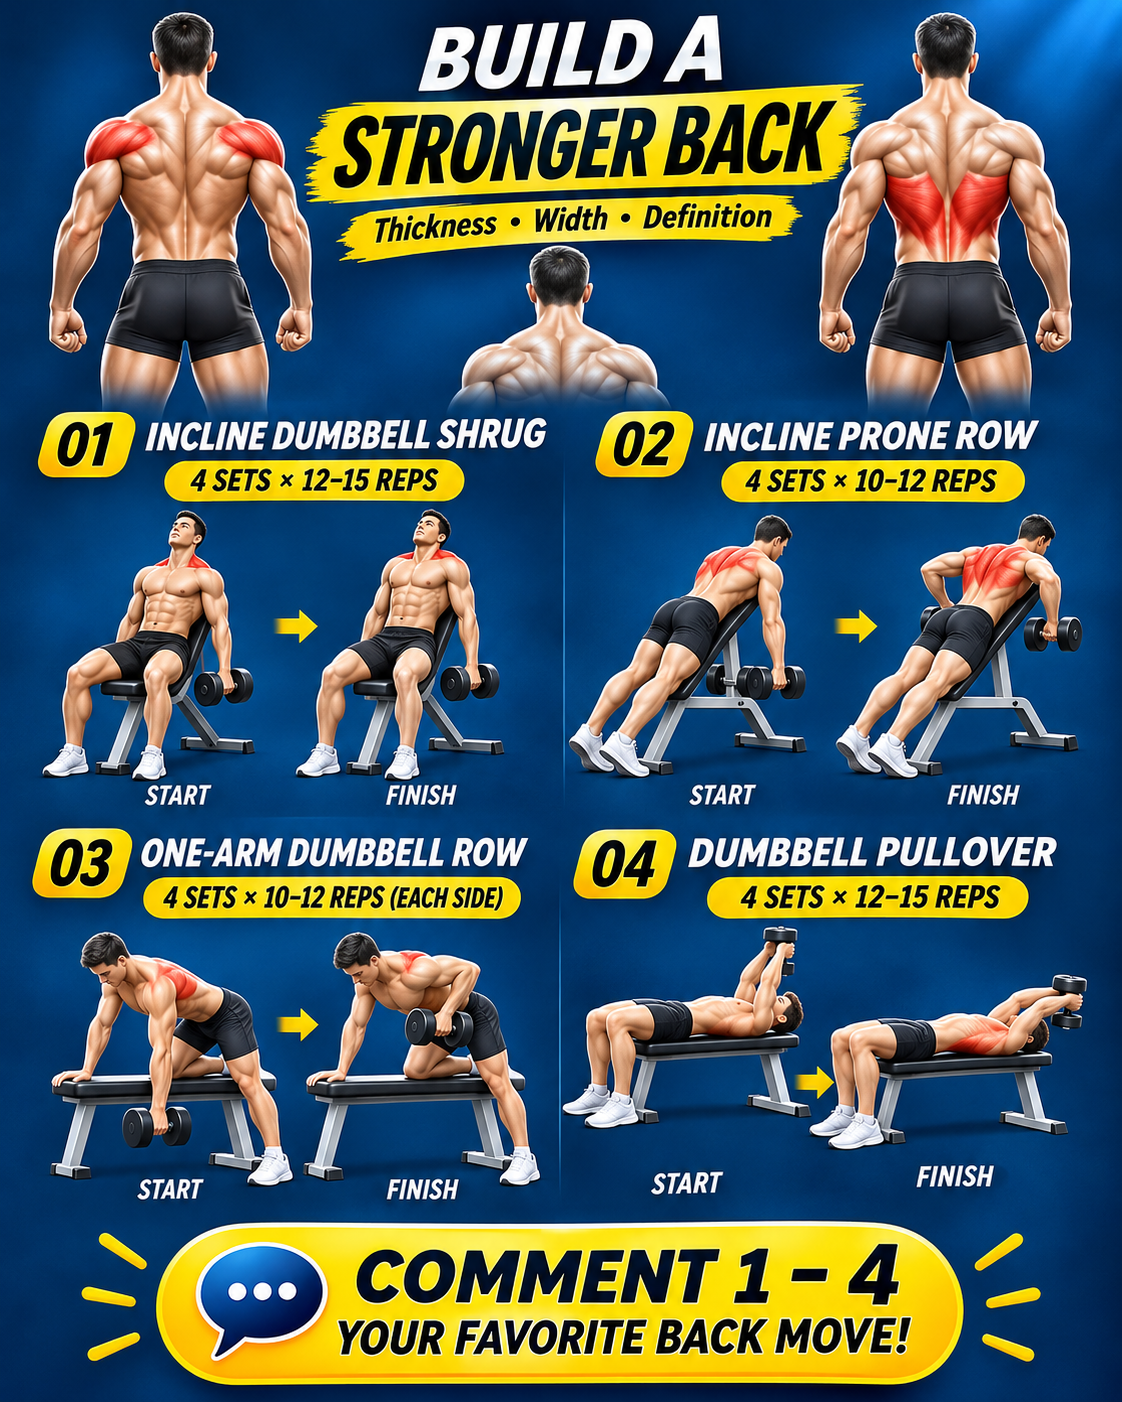 BUILD A
STRONGER BACK
Thickness • Width • Definition
01 INCLINE DUMBBELL SHRUG
4 SETS × 12–15 REPS
START
FINISH
02 INCLINE PRONE ROW
4 SETS × 10–12 REPS
START
FINISH
03 ONE-ARM DUMBBELL ROW
4 SETS × 10–12 REPS (EACH SIDE)
START
FINISH
04 DUMBBELL PULLOVER
4 SETS × 12–15 REPS
START
FINISH
COMMENT 1 – 4
YOUR FAVORITE BACK MOVE!